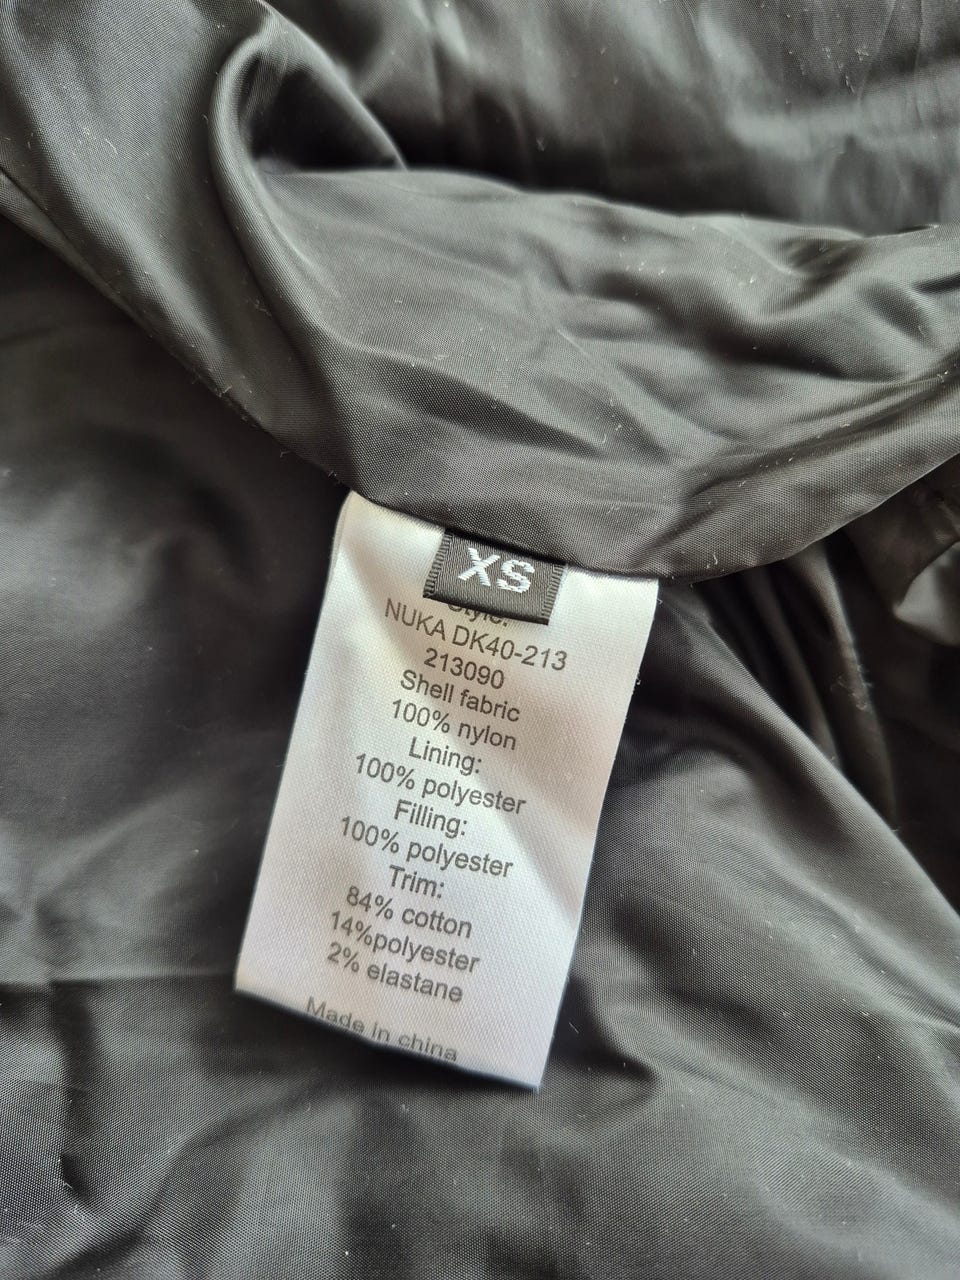 XS
Style:
NUKA DK40-213
213090
Shell fabric
100% nylon
Lining:
100% polyester
Filling:
100% polyester
Trim:
84% cotton
14%polyester
2% elastane
Made in china